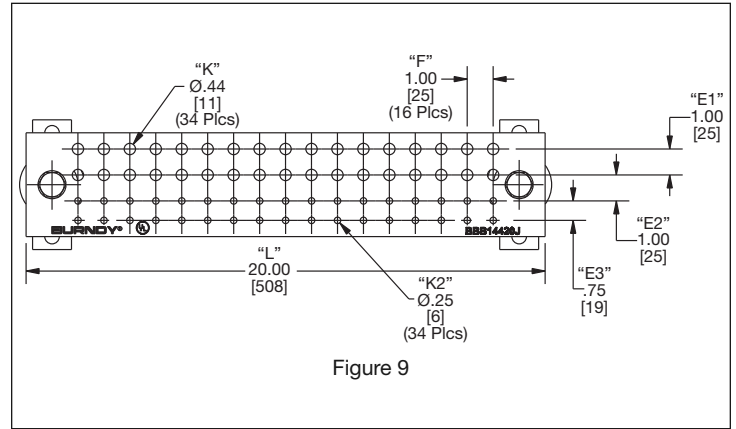 “K”
Ø.44
[11]
(34 Plcs)
“F”
1.00
[25]
(16 Plcs)
“E1”
1.00
[25]
BURNDY®
UL
BBB14420J
“E2”
1.00
[25]
“L”
20.00
[508]
“K2”
Ø.25
[6]
(34 Plcs)
“E3”
.75
[19]
Figure 9